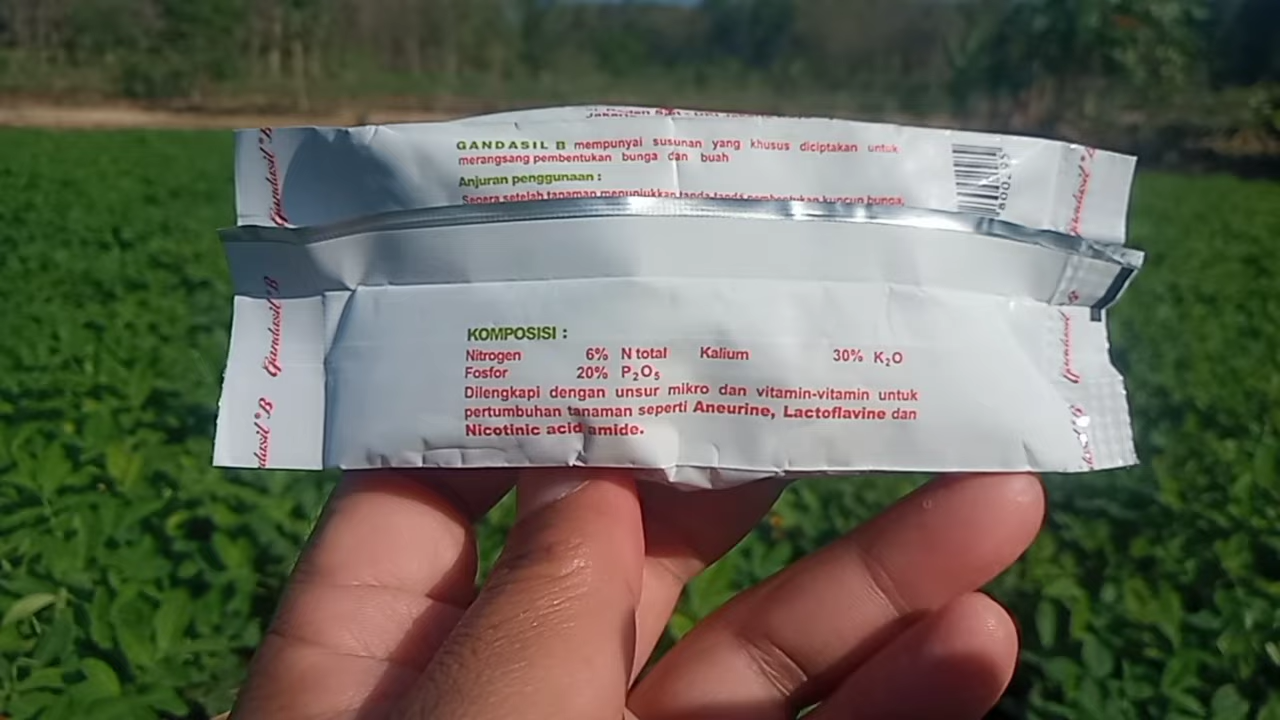 GANDASIL B mempunyai susunan yang khusus diciptakan untuk
merangsang pembentukan bunga dan buah
Anjuran penggunaan :
Segera setelah tanaman menunjukkan tanda-tanda pembentukan kuncup bunga,
Gandasil®B
Gandasil®B
dasil®B
KOMPOSISI :
Nitrogen 6% N total Kalium 30% K₂O
Fosfor 20% P₂O₅
Dilengkapi dengan unsur mikro dan vitamin-vitamin untuk
pertumbuhan tanaman seperti Aneurine, Lactoflavine dan
Nicotinic acid amide.